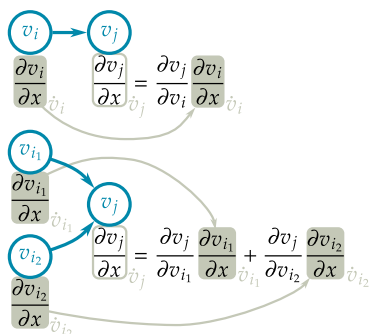 v_i v_j
∂v_i/∂x v̇_i ∂v_j/∂x v̇_j = ∂v_j/∂v_i ∂v_i/∂x v̇_i
v_{i_1}
∂v_{i_1}/∂x v̇_{i_1}
v_j
v_{i_2}
∂v_j/∂x v̇_j = ∂v_j/∂v_{i_1} ∂v_{i_1}/∂x v̇_{i_1} + ∂v_j/∂v_{i_2} ∂v_{i_2}/∂x v̇_{i_2}
∂v_{i_2}/∂x v̇_{i_2}